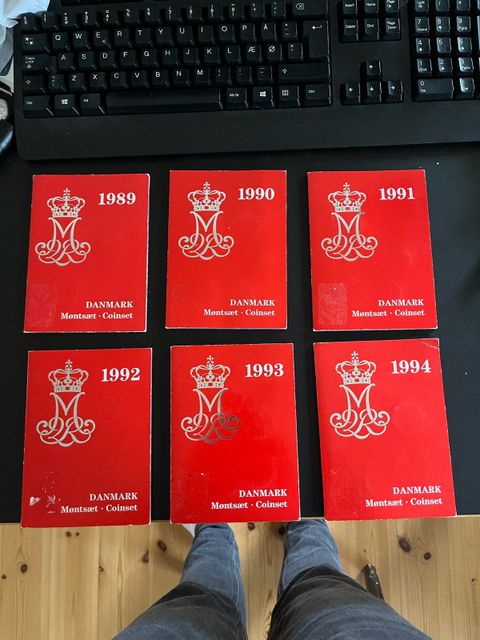 1989
DANMARK
Møntsæt · Coinset
1990
DANMARK
Møntsæt · Coinset
1991
DANMARK
Møntsæt · Coinset
1992
DANMARK
Møntsæt · Coinset
1993
DANMARK
Møntsæt · Coinset
1994
DANMARK
Møntsæt · Coinset